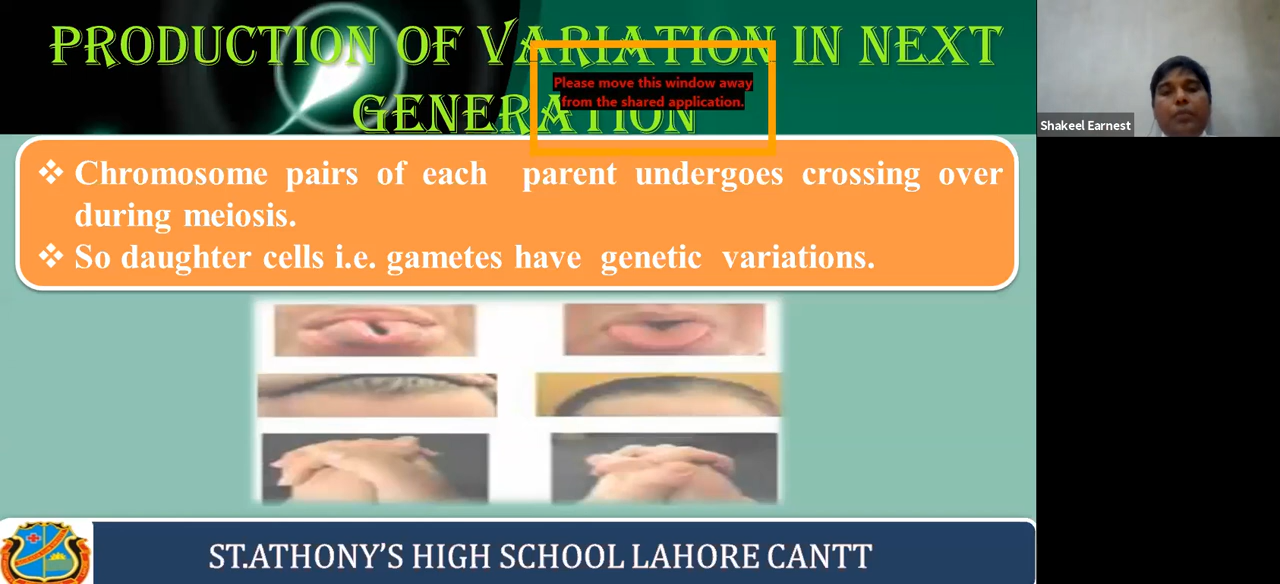 PRODUCTION OF VARIATION IN NEXT
GENERATION
Please move this window away
from the shared application.
Shakeel Earnest
❖ Chromosome pairs of each parent undergoes crossing over
during meiosis.
❖ So daughter cells i.e. gametes have genetic variations.
ST.ATHONY'S HIGH SCHOOL LAHORE CANTT